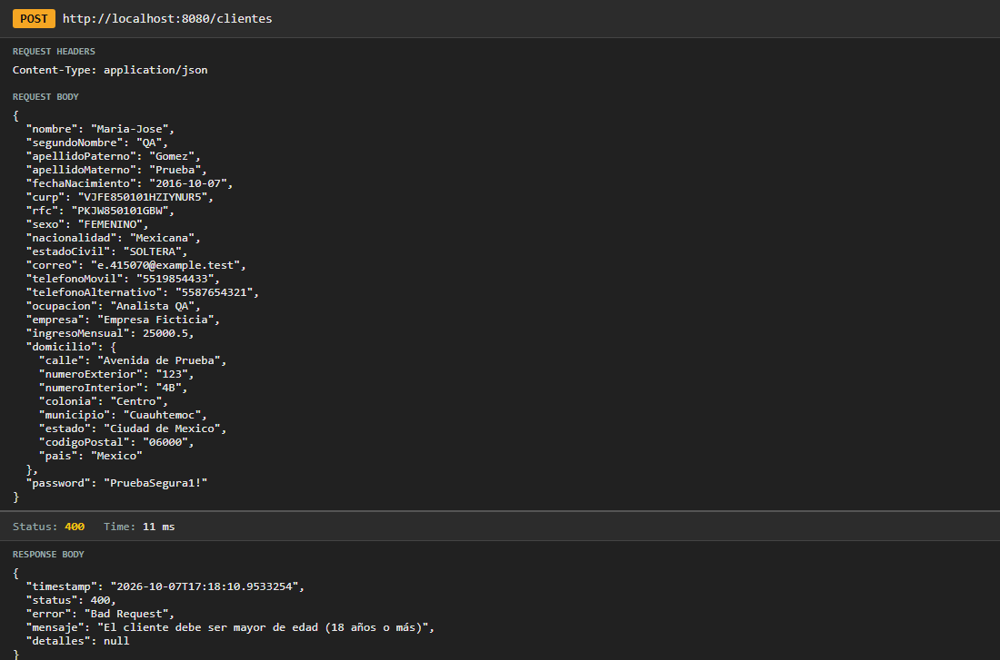 POST http://localhost:8080/clientes
REQUEST HEADERS
Content-Type: application/json
REQUEST BODY
{
  "nombre": "Maria-Jose",
  "segundoNombre": "QA",
  "apellidoPaterno": "Gomez",
  "apellidoMaterno": "Prueba",
  "fechaNacimiento": "2016-10-07",
  "curp": "VJFE850101HZIYNUR5",
  "rfc": "PKJW850101GBW",
  "sexo": "FEMENINO",
  "nacionalidad": "Mexicana",
  "estadoCivil": "SOLTERA",
  "correo": "e.415070@example.test",
  "telefonoMovil": "5519854433",
  "telefonoAlternativo": "5587654321",
  "ocupacion": "Analista QA",
  "empresa": "Empresa Ficticia",
  "ingresoMensual": 25000.5,
  "domicilio": {
    "calle": "Avenida de Prueba",
    "numeroExterior": "123",
    "numeroInterior": "4B",
    "colonia": "Centro",
    "municipio": "Cuauhtemoc",
    "estado": "Ciudad de Mexico",
    "codigoPostal": "06000",
    "pais": "Mexico"
  },
  "password": "PruebaSegura1!"
}
Status: 400 Time: 11 ms
RESPONSE BODY
{
  "timestamp": "2026-10-07T17:18:10.9533254",
  "status": 400,
  "error": "Bad Request",
  "mensaje": "El cliente debe ser mayor de edad (18 años o más)",
  "detalles": null
}